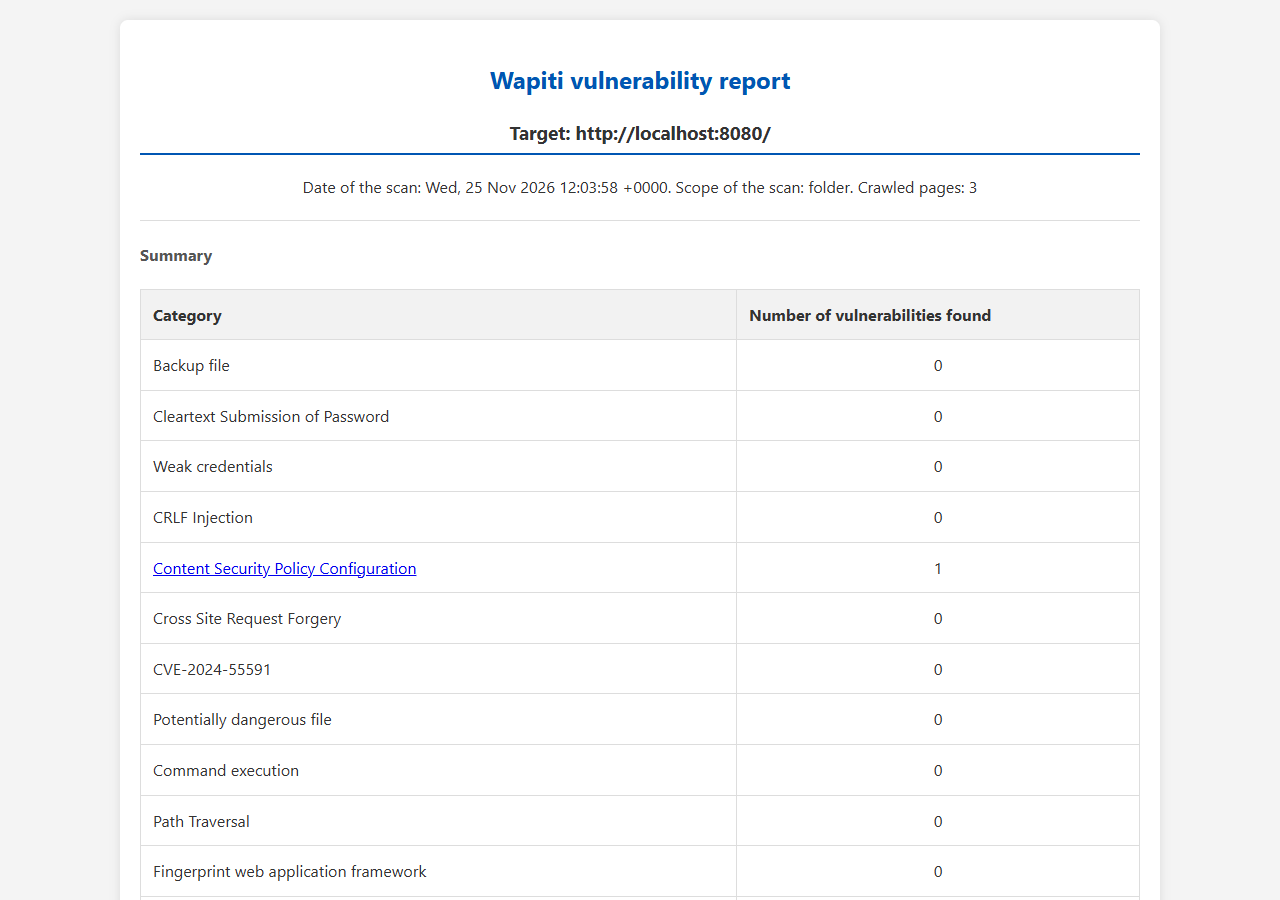 Wapiti vulnerability report
Target: http://localhost:8080/
Date of the scan: Wed, 25 Nov 2026 12:03:58 +0000. Scope of the scan: folder. Crawled pages: 3
Summary
Category Number of vulnerabilities found
Backup file 0
Cleartext Submission of Password 0
Weak credentials 0
CRLF Injection 0
Content Security Policy Configuration 1
Cross Site Request Forgery 0
CVE-2024-55591 0
Potentially dangerous file 0
Command execution 0
Path Traversal 0
Fingerprint web application framework 0